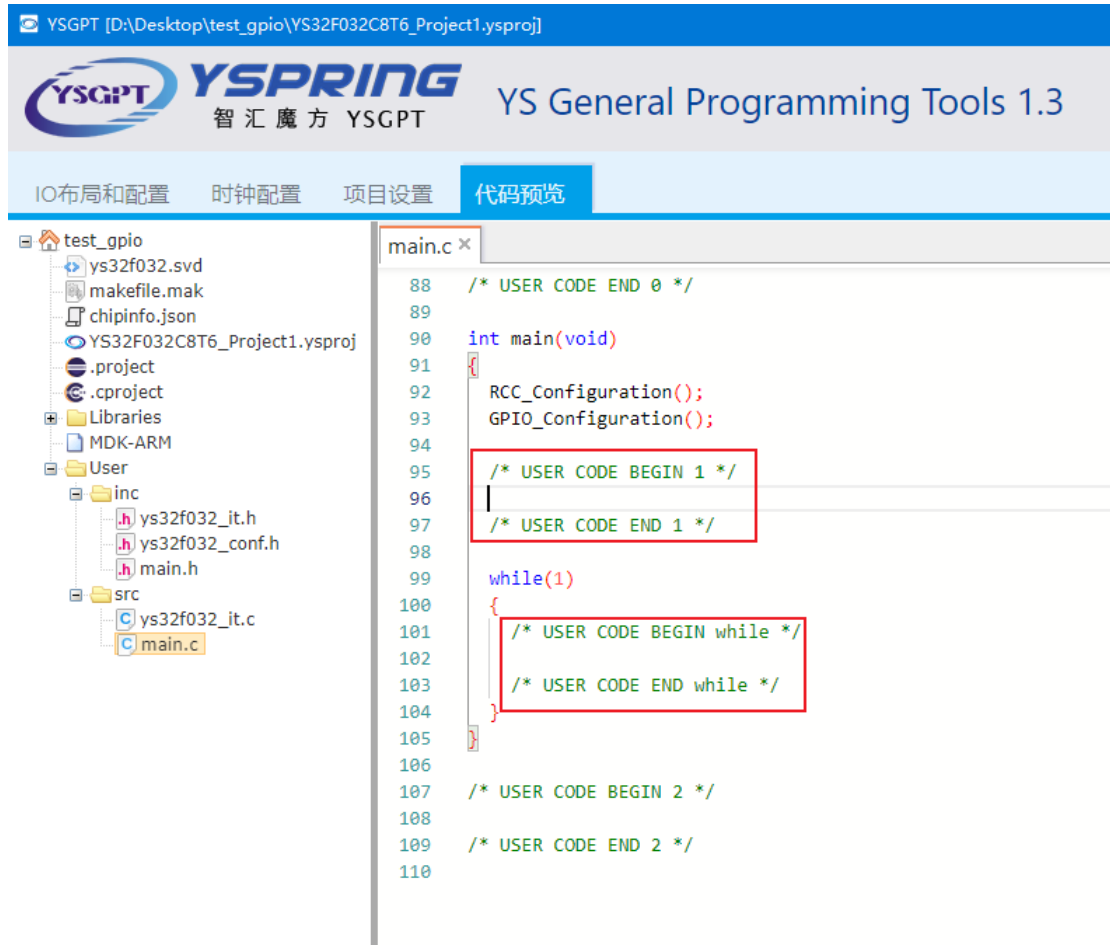 YSGPT [D:\Desktop\test_gpio\YS32F032C8T6_Project1.ysproj]
YSGPT
YSPRING
智汇魔方 YSGPT
YS General Programming Tools 1.3
IO布局和配置 时钟配置 项目设置 代码预览
test_gpio
ys32f032.svd
makefile.mak
chipinfo.json
YS32F032C8T6_Project1.ysproj
.project
.cproject
Libraries
MDK-ARM
User
inc
ys32f032_it.h
ys32f032_conf.h
main.h
src
ys32f032_it.c
main.c
main.c ×
88 /* USER CODE END 0 */
89
90 int main(void)
91 {
92 RCC_Configuration();
93 GPIO_Configuration();
94
95 /* USER CODE BEGIN 1 */
96
97 /* USER CODE END 1 */
98
99 while(1)
100 {
101 /* USER CODE BEGIN while */
102
103 /* USER CODE END while */
104 }
105 }
106
107 /* USER CODE BEGIN 2 */
108
109 /* USER CODE END 2 */
110